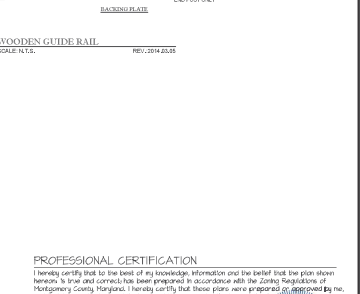 END POST ONLY
BACKING PLATE
WOODEN GUIDE RAIL
SCALE: N.T.S.
REV. 2014.03.05
PROFESSIONAL CERTIFICATION
I hereby certify that to the best of my knowledge, information and the belief that the plan shown
hereon is true and correct; has been prepared in accordance with the Zoning Regulations of
Montgomery County, Maryland. I hereby certify that these plans were prepared or approved by me,